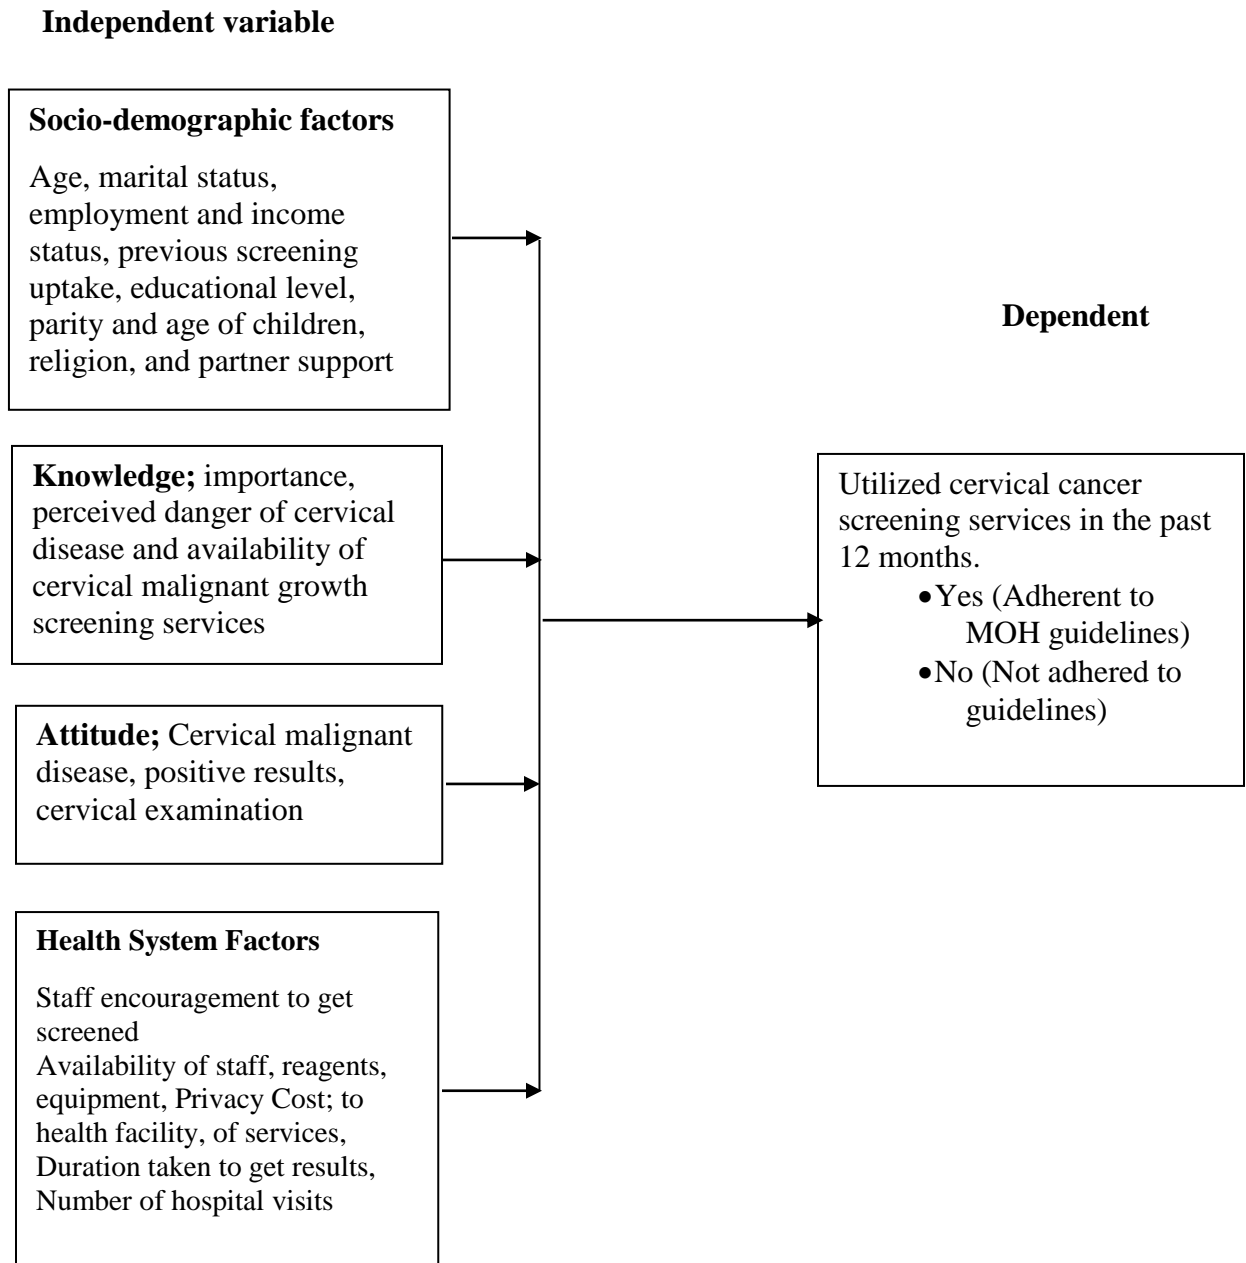 Independent variable
Socio-demographic factors
Age, marital status,
employment and income
status, previous screening
uptake, educational level,
parity and age of children,
religion, and partner support
Knowledge; importance,
perceived danger of cervical
disease and availability of
cervical malignant growth
screening services
Attitude; Cervical malignant
disease, positive results,
cervical examination
Health System Factors
Staff encouragement to get
screened
Availability of staff, reagents,
equipment, Privacy Cost; to
health facility, of services,
Duration taken to get results,
Number of hospital visits
Dependent
Utilized cervical cancer
screening services in the past
12 months.
•Yes (Adherent to
MOH guidelines)
•No (Not adhered to
guidelines)